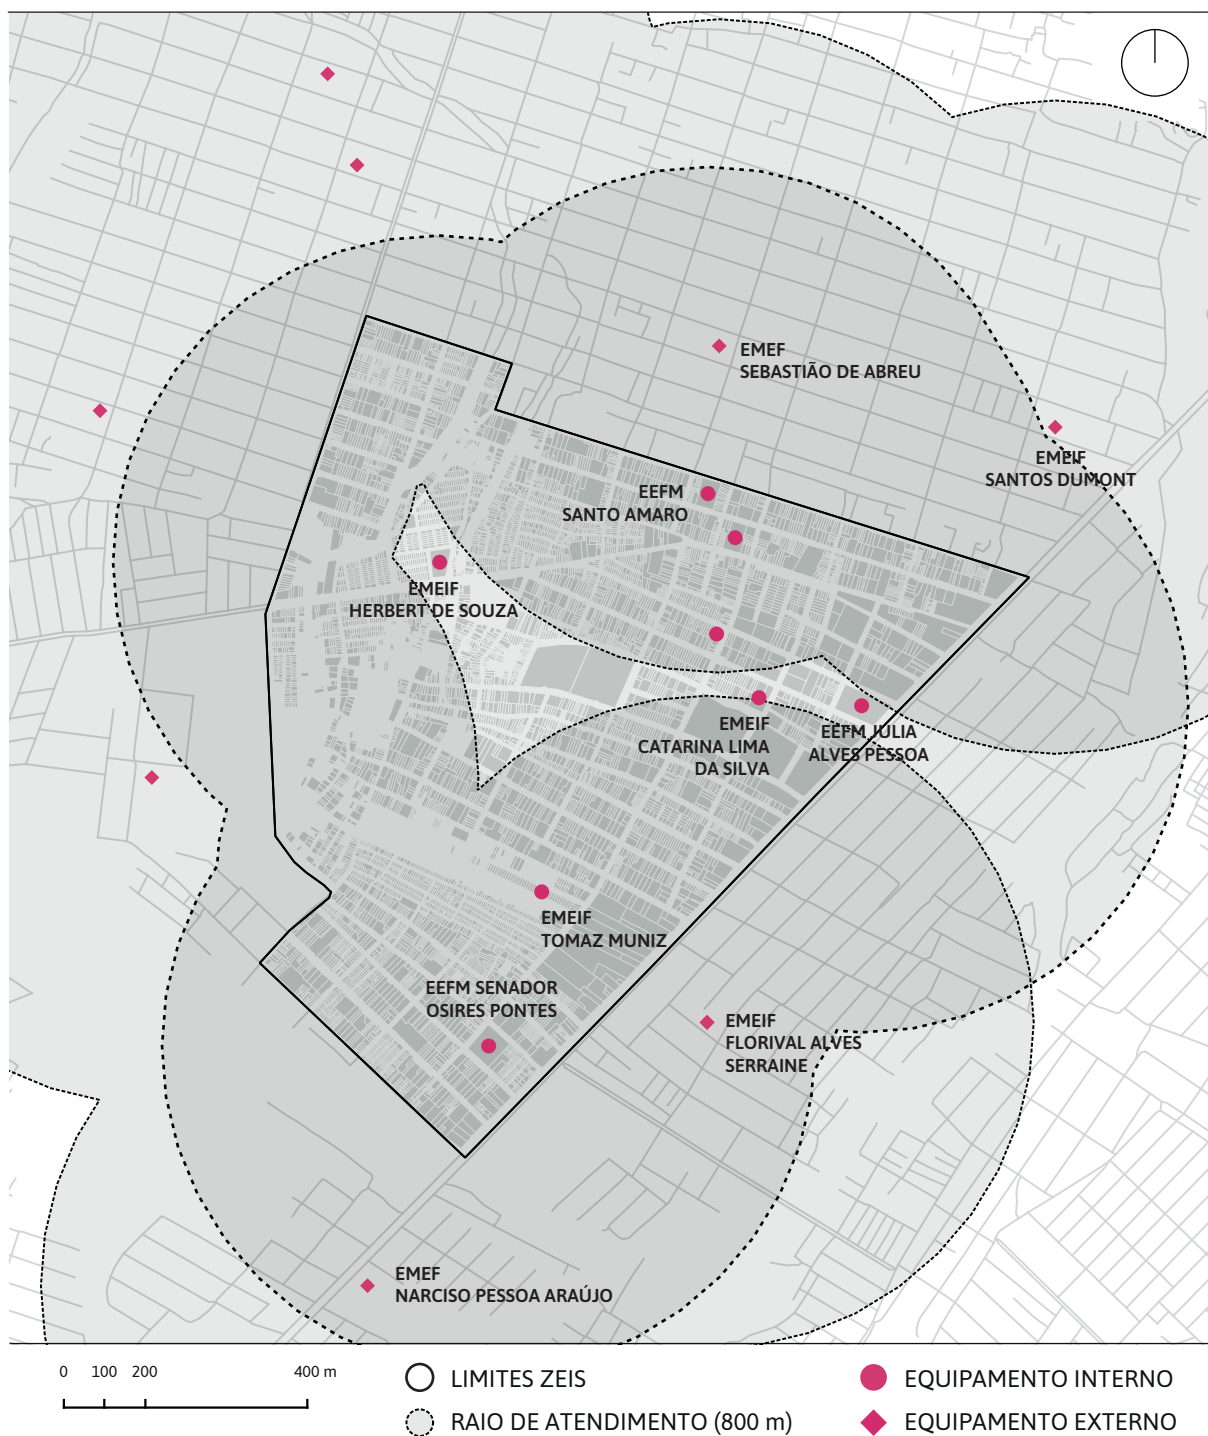 EMEF
SEBASTIÃO DE ABREU
EMEIF
SANTOS DUMONT
EEFM
SANTO AMARO
EMEIF
HERBERT DE SOUZA
EMEIF
CATARINA LIMA
DA SILVA
EEFM JULIA
ALVES PESSOA
EMEIF
TOMAZ MUNIZ
EEFM SENADOR
OSIRES PONTES
EMEIF
FLORIVAL ALVES
SERRAINE
EMEF
NARCISO PESSOA ARAÚJO
0 100 200 400 m
LIMITES ZEIS
RAIO DE ATENDIMENTO (800 m)
EQUIPAMENTO INTERNO
EQUIPAMENTO EXTERNO